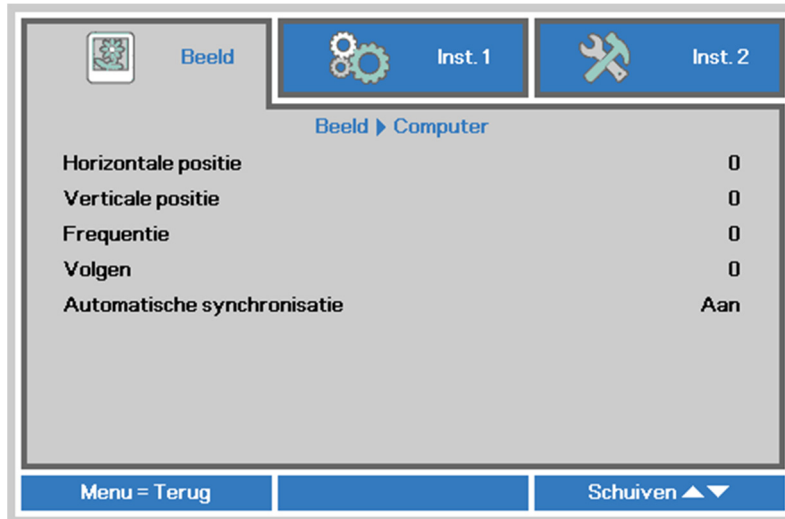 Beeld Inst. 1 Inst. 2
Beeld ▶ Computer
Horizontale positie 0
Verticale positie 0
Frequentie 0
Volgen 0
Automatische synchronisatie Aan
Menu = Terug Schuiven ▲▼